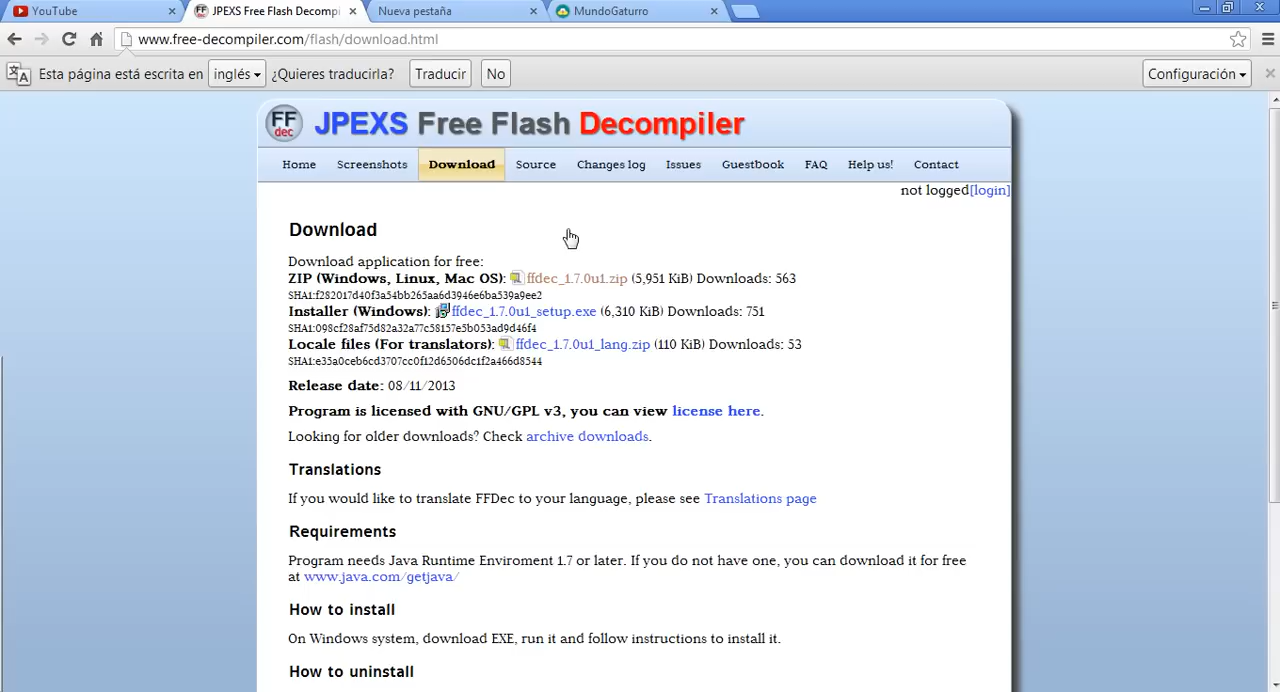 YouTube
JPEXS Free Flash Decompi
Nueva pestaña
MundoGaturro
www.free-decompiler.com/flash/download.html
Esta página está escrita en inglés ¿Quieres traducirla? Traducir No Configuración
FF dec JPEXS Free Flash Decompiler
Home Screenshots Download Source Changes log Issues Guestbook FAQ Help us! Contact
not logged[login]
Download
Download application for free:
ZIP (Windows, Linux, Mac OS): ffdec_1.7.0u1.zip (5,951 KiB) Downloads: 563
SHA1:f282017d40f3a54bb265aa6d3946e6ba539a9ee2
Installer (Windows): ffdec_1.7.0u1_setup.exe (6,310 KiB) Downloads: 751
SHA1:098cf28af75d82a32a77c58157e5b053ad9d46f4
Locale files (For translators): ffdec_1.7.0u1_lang.zip (110 KiB) Downloads: 53
SHA1:e35a0ceb6cd3707cc0f12d6506dc1f2a466d8544
Release date: 08/11/2013
Program is licensed with GNU/GPL v3, you can view license here.
Looking for older downloads? Check archive downloads.
Translations
If you would like to translate FFDec to your language, please see Translations page
Requirements
Program needs Java Runtime Enviroment 1.7 or later. If you do not have one, you can download it for free
at www.java.com/getjava/
How to install
On Windows system, download EXE, run it and follow instructions to install it.
How to uninstall